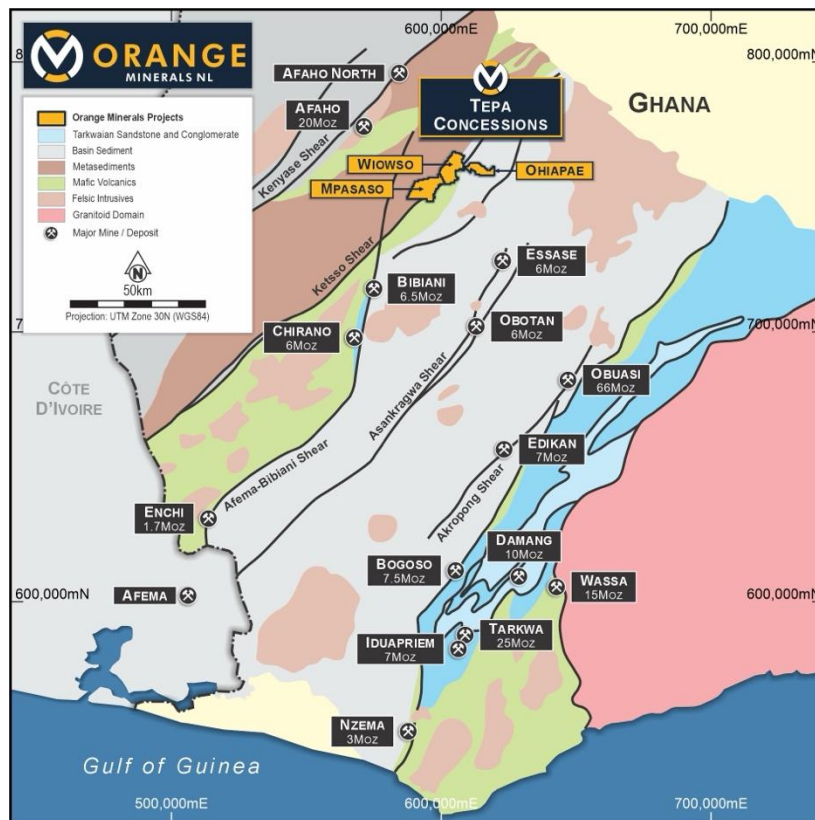 600,000mE
700,000mE
ORANGE
MINERALS NL
800,000mN
AFAHO NORTH
TEPA
CONCESSIONS
GHANA
AFAHO
20MOZ
Orange Minerals Projects
Tarkwaian Sandstone and Conglomerate
Basin Sediment
Metasediments
Mafic Volcanics
Felsic Intrusives
Granitoid Domain
Major Mine / Deposit
N
50km
Projection: UTM Zone 30N (WGS84)
Kenyase Shear
WIOWSO
OHIAPAE
MPASASO
Ketsso Shear
ESSASE
6MOZ
BIBIANI
6.5MOZ
OBOTAN
6MOZ
CHIRANO
6MOZ
700,000mN
OBUASI
66MOZ
CÔTE
D'IVOIRE
Asankragwa Shear
EDIKAN
7MOZ
Afema-Bibiani Shear
Akropong Shear
ENCHI
1.7MOZ
DAMANG
10MOZ
BOGOSO
7.5MOZ
WASSA
15MOZ
AFEMA
600,000mN
600,000mN
TARKWA
25MOZ
IDUAPRIEM
7MOZ
NZEMA
3MOZ
Gulf of Guinea
500,000mE
600,000mE
700,000mE